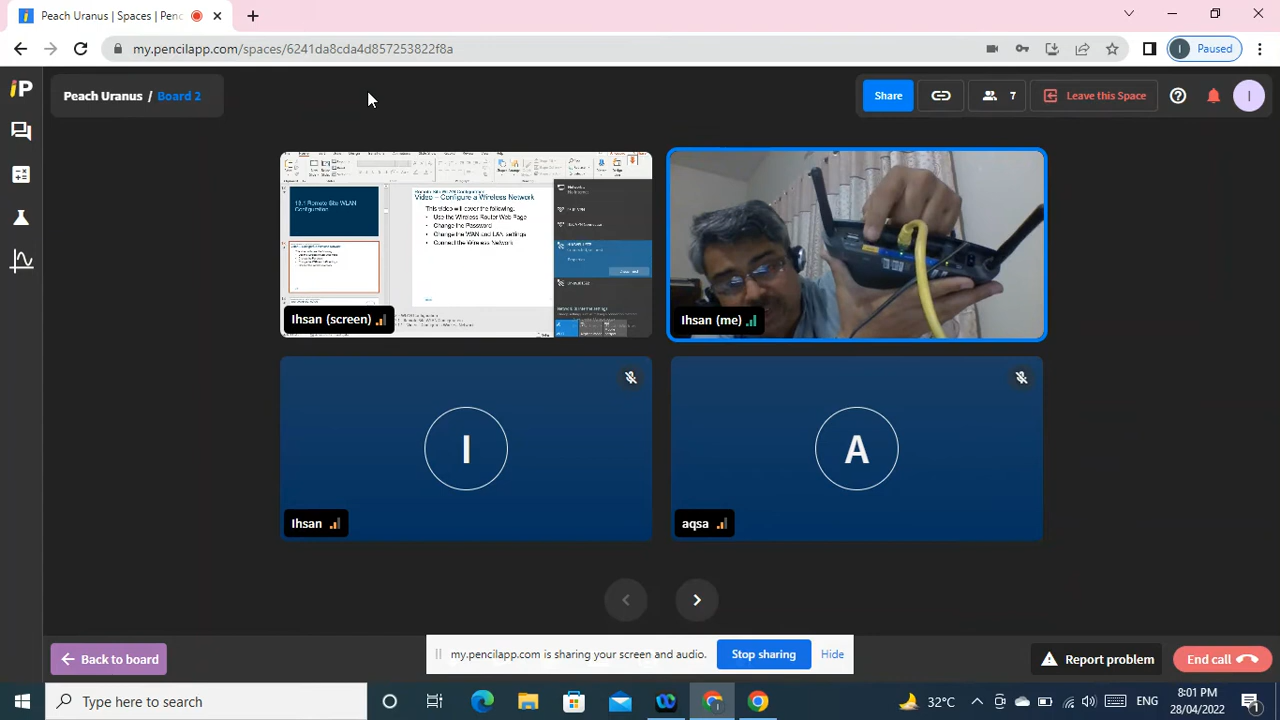 Peach Uranus | Spaces | Penc
my.pencilapp.com/spaces/6241da8cda4d857253822f8a
I Paused
iP
Peach Uranus / Board 2
Share
7
Leave this Space
I
13.1 Remote Site WLAN
Configuration
Video – Configure a Wireless Network
This video will cover the following:
• Use the Wireless Router Web Page
• Change the Password
• Change the WAN and LAN settings
• Connect the Wireless Network
Disconnect
Ihsan (screen)
Ihsan (me)
I
A
Ihsan
aqsa
Back to board
my.pencilapp.com is sharing your screen and audio.
Stop sharing
Hide
Report problem
End call
Type here to search
32°C
ENG
8:01 PM
28/04/2022